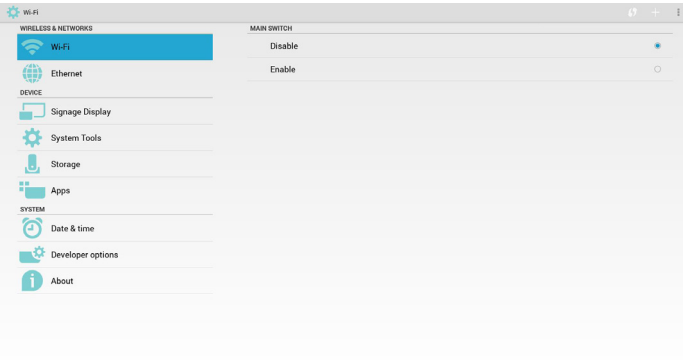 Wi-Fi
WIRELESS & NETWORKS
Wi-Fi
Ethernet
DEVICE
Signage Display
System Tools
Storage
Apps
SYSTEM
Date & time
Developer options
About
MAIN SWITCH
Disable
Enable